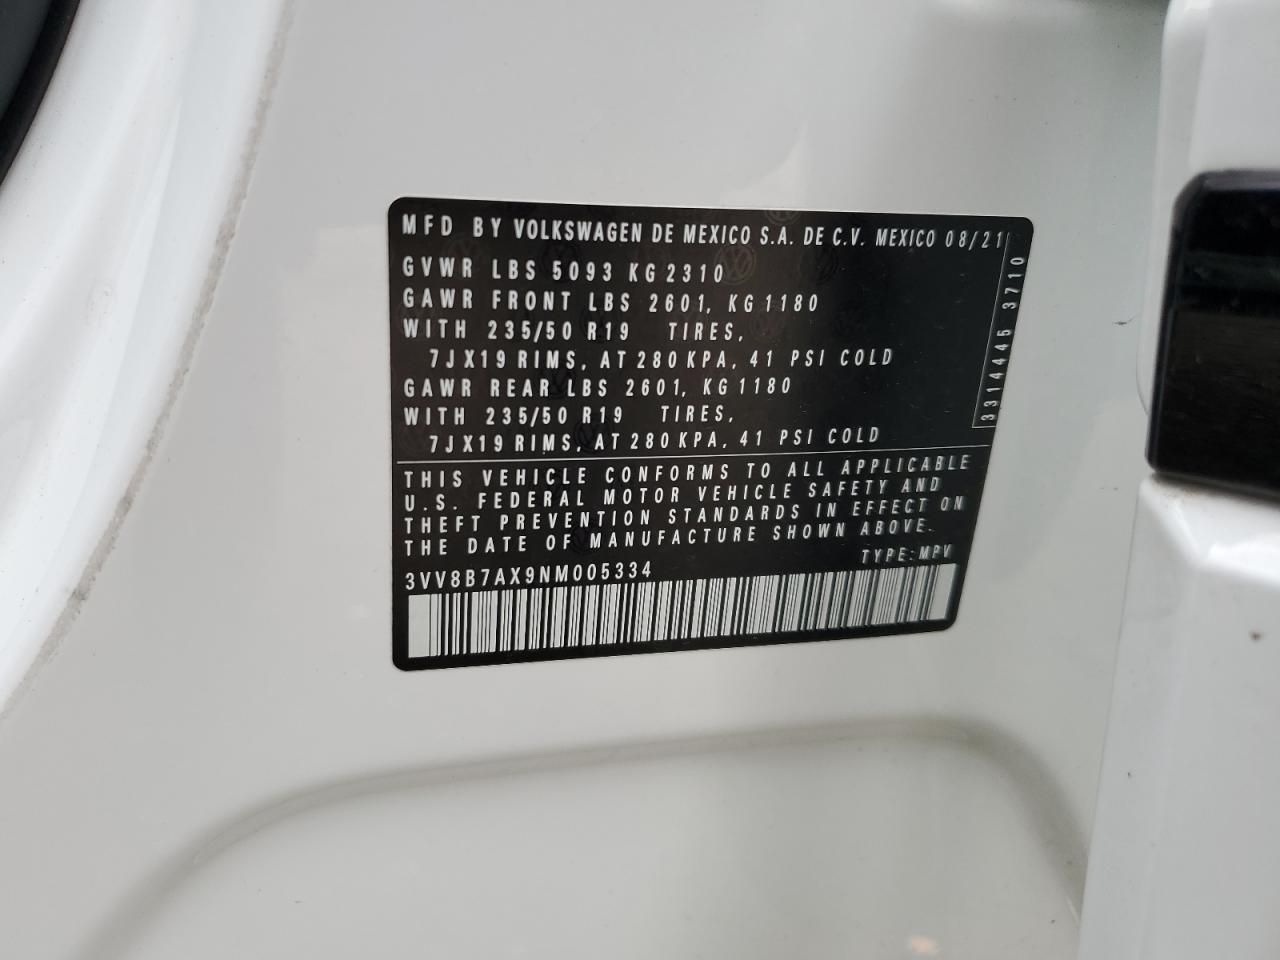 MFD BY VOLKSWAGEN DE MEXICO S.A. DE C.V. MEXICO 08/21
GVWR LBS 5093 KG 2310
GAWR FRONT LBS 2601, KG 1180
WITH 235/50 R19 TIRES,
7JX19 RIMS, AT 280 KPA, 41 PSI COLD
GAWR REAR LBS 2601, KG 1180
WITH 235/50 R19 TIRES,
7JX19 RIMS, AT 280 KPA, 41 PSI COLD
3314445 3710
THIS VEHICLE CONFORMS TO ALL APPLICABLE
U.S. FEDERAL MOTOR VEHICLE SAFETY AND
THEFT PREVENTION STANDARDS IN EFFECT ON
THE DATE OF MANUFACTURE SHOWN ABOVE.
TYPE: MPV
3VV8B7AX9NM005334